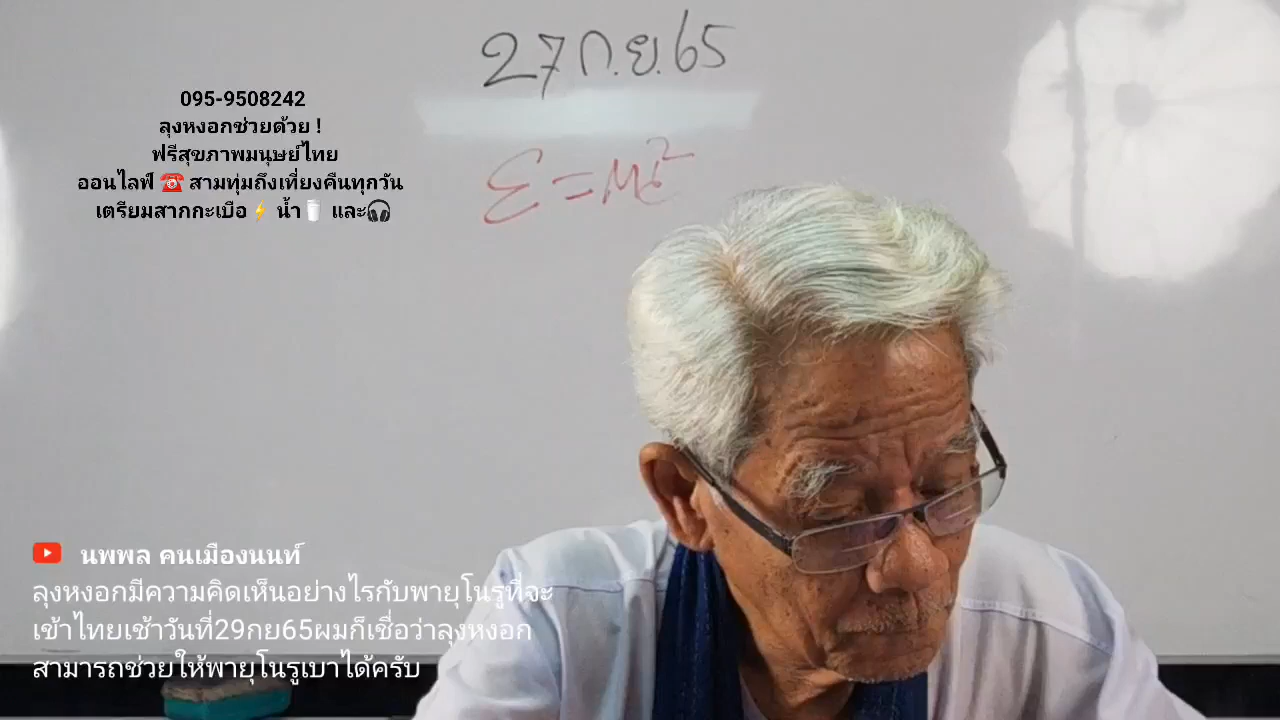 27 ก.ย.65
095-9508242
ลุงหงอกช่วยด้วย !
ฟรีสุขภาพมนุษย์ไทย
ออนไลฟ์ ☎️ สามทุ่มถึงเที่ยงคืนทุกวัน
เตรียมสากกะเบือ⚡ น้ำ🥛 และ🎧
Ɛ=mc²
นพพล คนเมืองนนท์
ลุงหงอกมีความคิดเห็นอย่างไรกับพายุโนรูที่จะ
เข้าไทยเช้าวันที่29กย65ผมก็เชื่อว่าลุงหงอก
สามารถช่วยให้พายุโนรูเบาได้ครับ